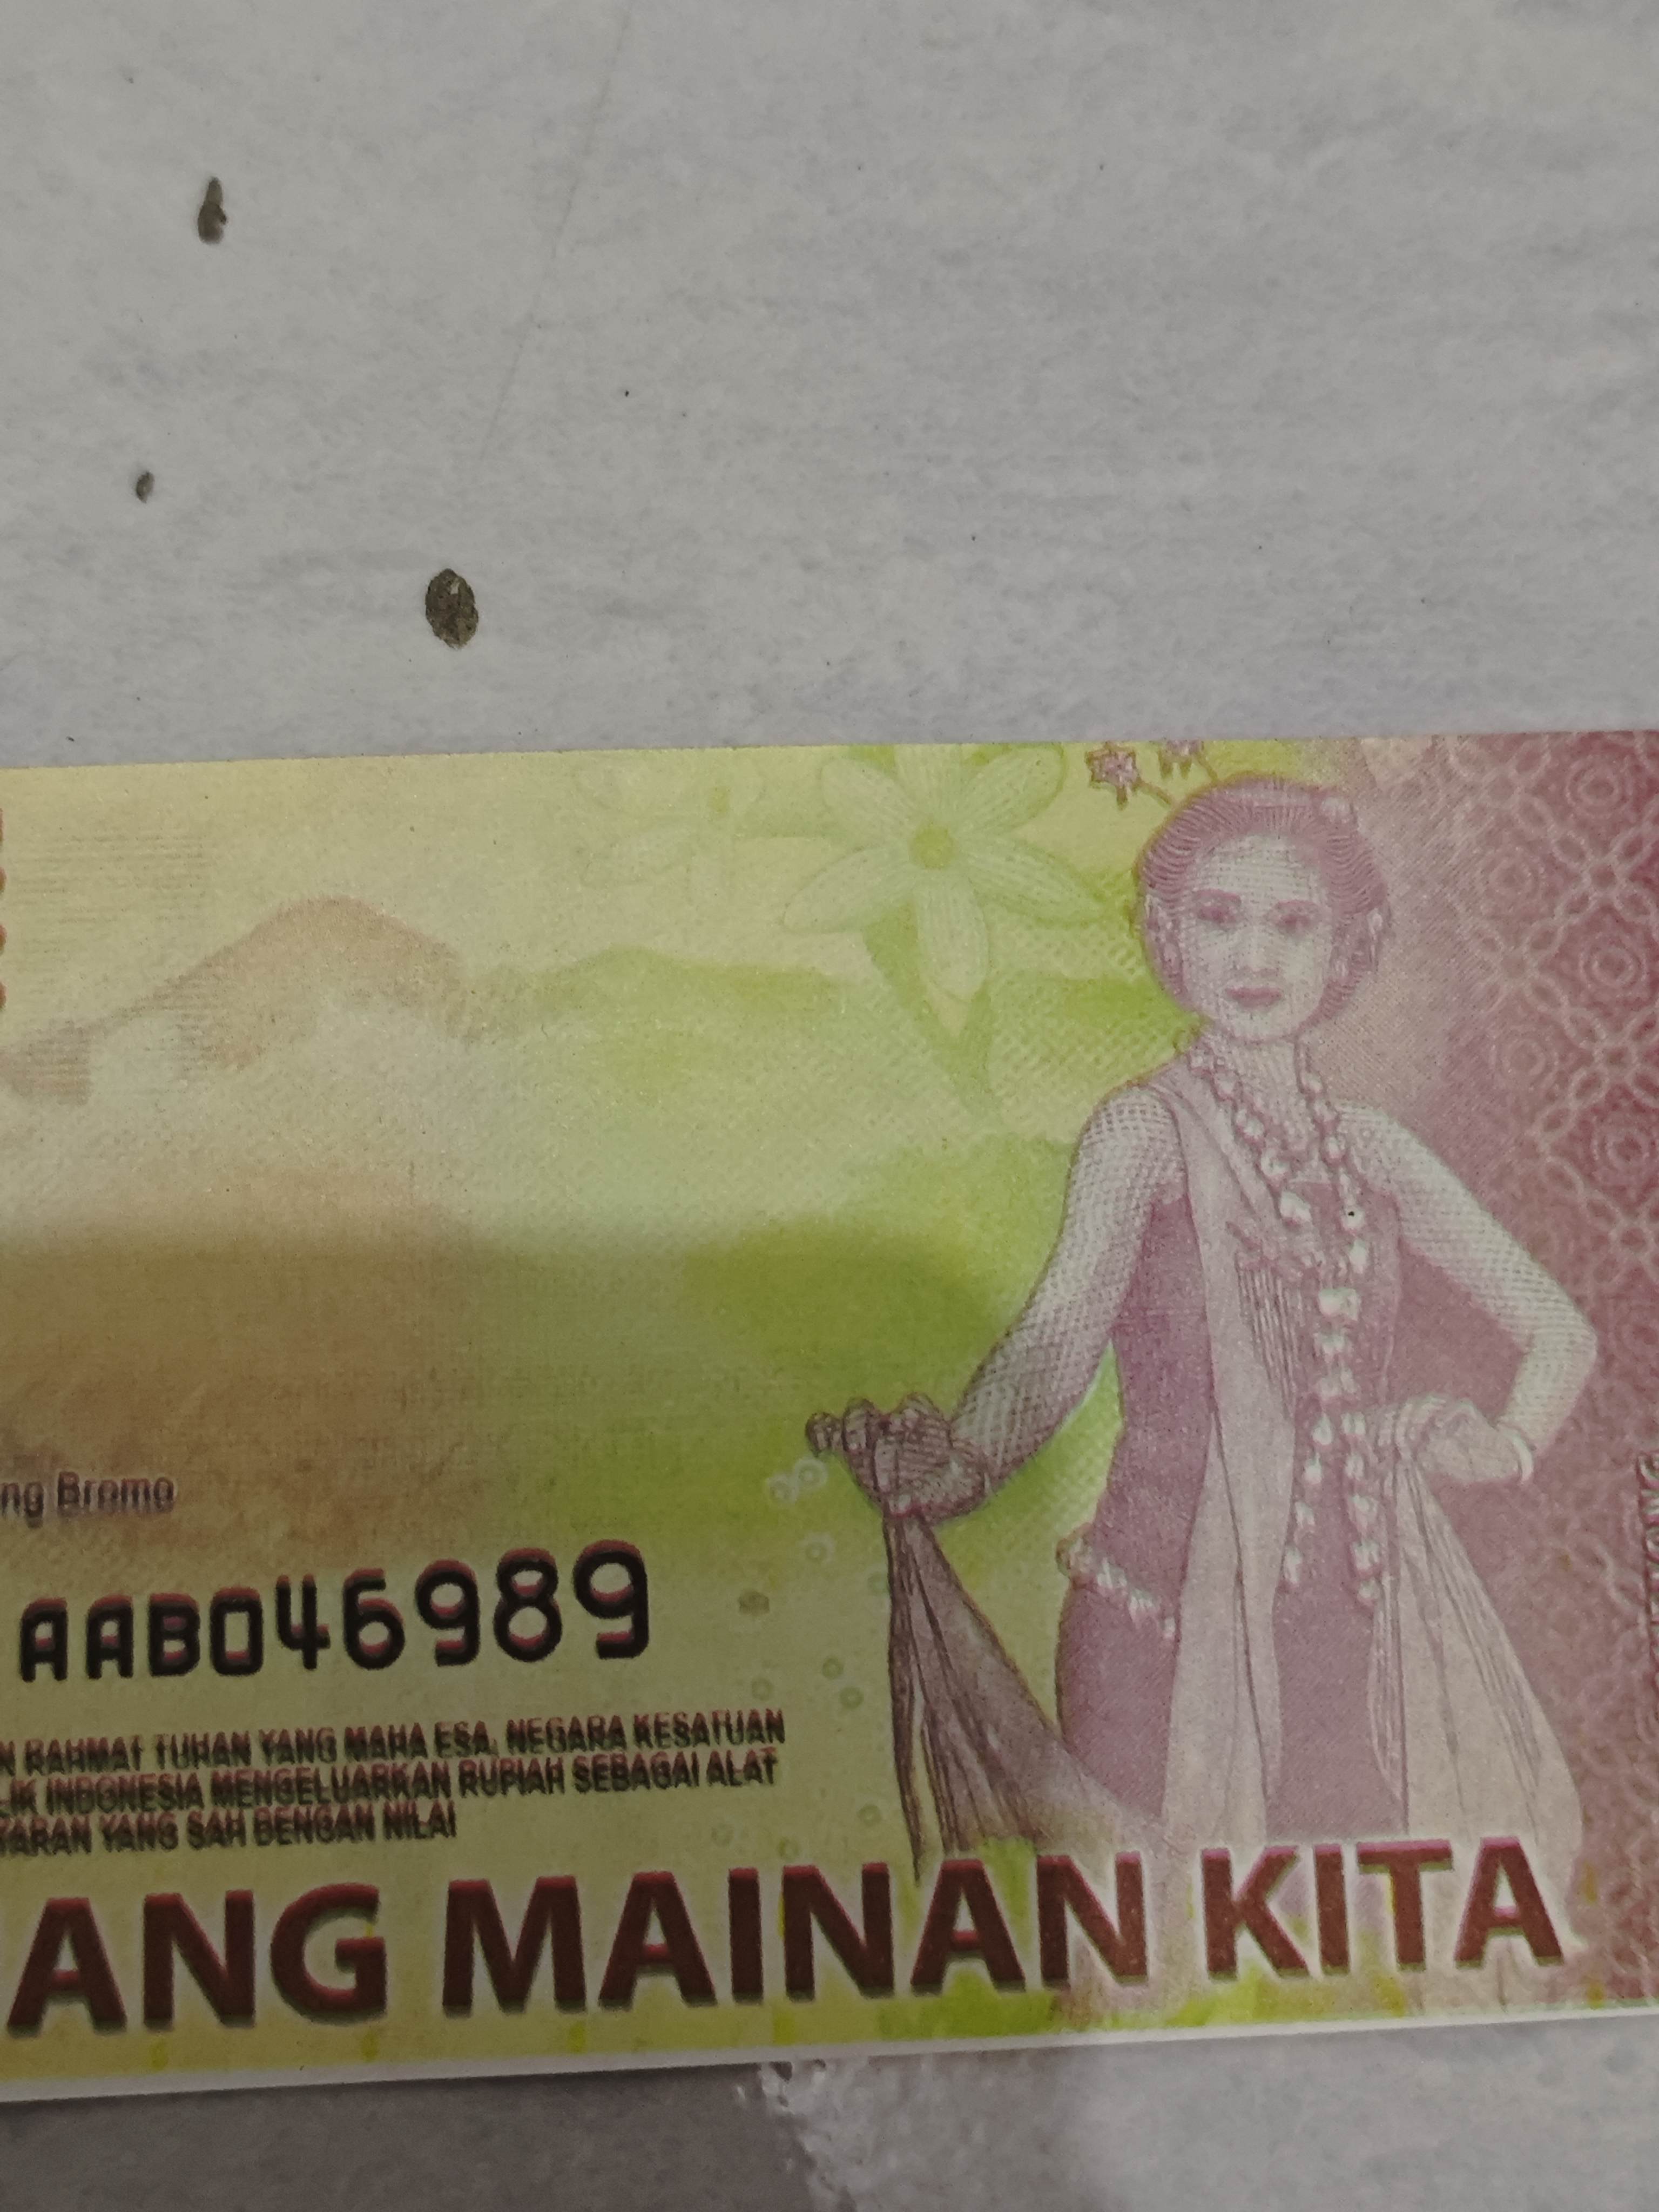 ng Bromo
AAB046989
N RAHMAT TUHAN YANG MAHA ESA, NEGARA KESATUAN
LIK INDONESIA MENGELUARKAN RUPIAH SEBAGAI ALAT
YARAN YANG SAH DENGAN NILAI
ANG MAINAN KITA